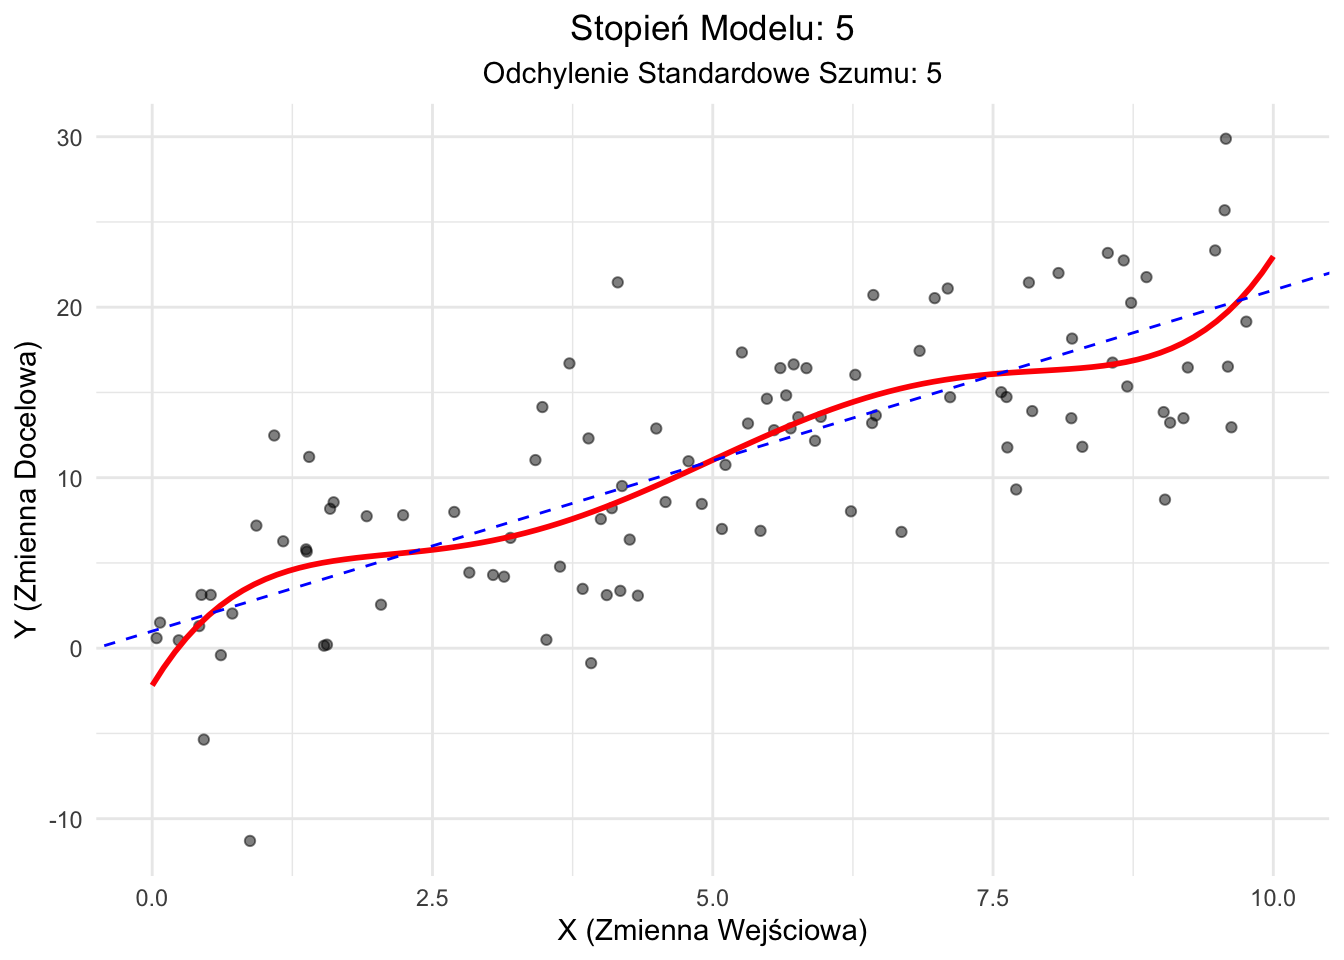 Stopień Modelu: 5
Odchylenie Standardowe Szumu: 5
Y (Zmienna Docelowa)
30
20
10
0
-10
0.0
2.5
5.0
7.5
10.0
X (Zmienna Wejściowa)